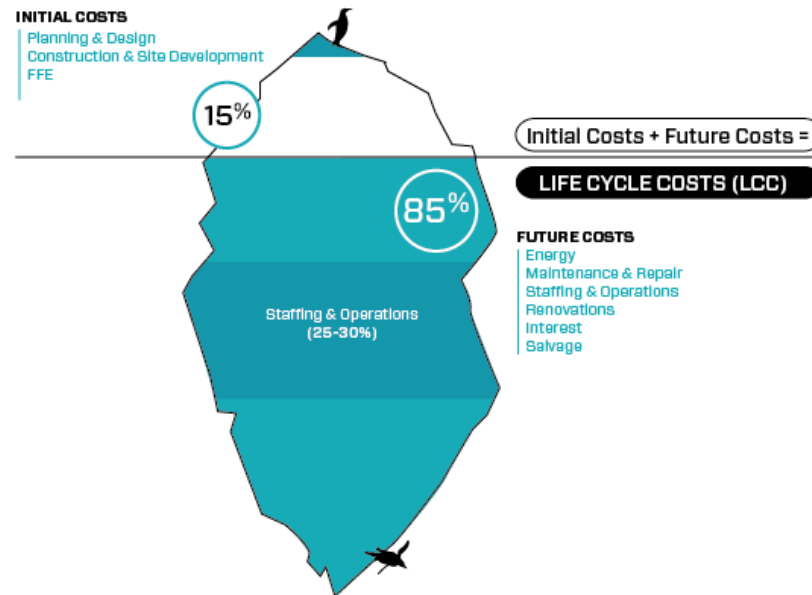 INITIAL COSTS
Planning & Design
Construction & Site Development
FFE
15%
Initial Costs + Future Costs =
LIFE CYCLE COSTS (LCC)
85%
FUTURE COSTS
Energy
Maintenance & Repair
Staffing & Operations
Renovations
Interest
Salvage
Staffing & Operations
(25-30%)